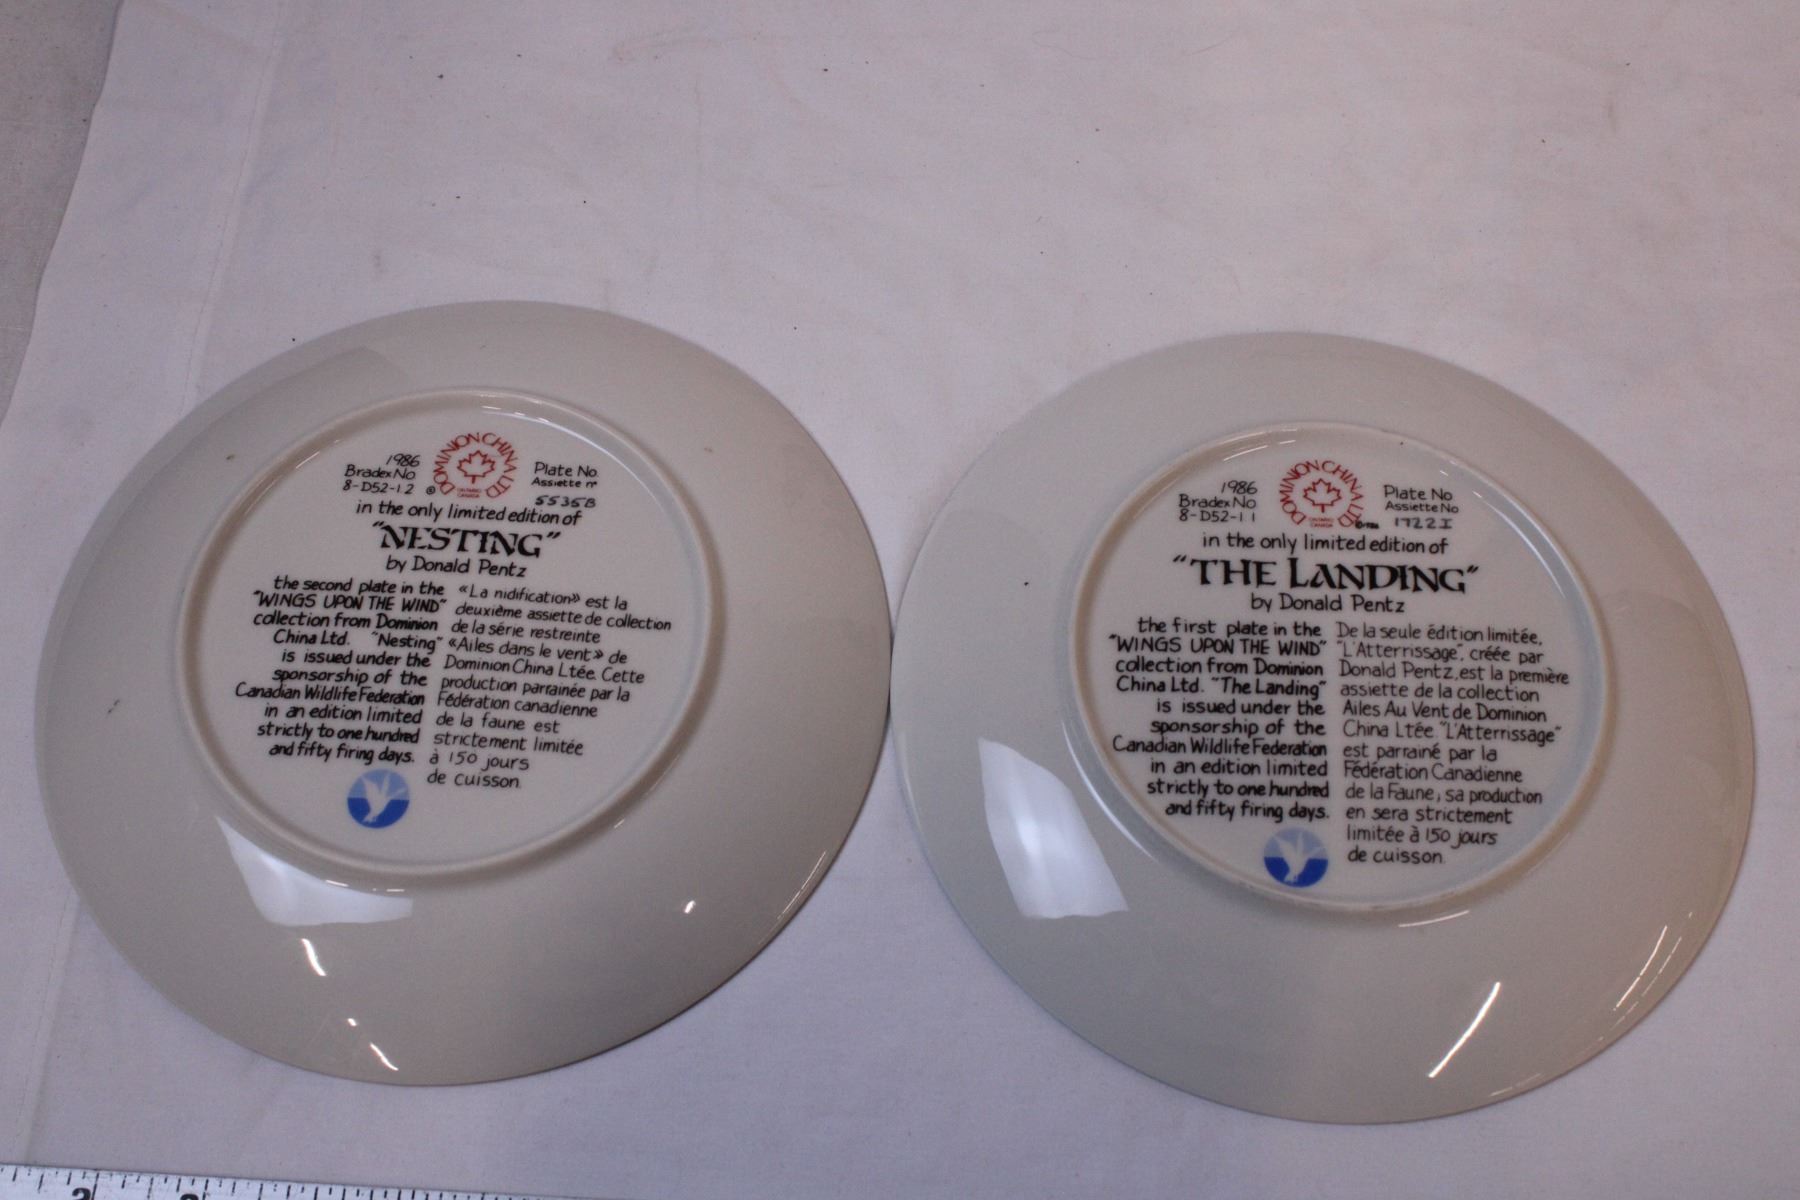 1986
Bradex No
8-D52-1.2
DOMINION CHINA LTD
ONTARIO
CANADA
®
Plate No.
Assiette nº
5535B
in the only limited edition of
"NESTING"
by Donald Pentz
the second plate in the
"WINGS UPON THE WIND"
collection from Dominion
China Ltd. "Nesting"
is issued under the
sponsorship of the
Canadian Wildlife Federation
in an edition limited
strictly to one hundred
and fifty firing days.
«La nidification» est la
deuxième assiette de collection
de la série restreinte
«Ailes dans le vent» de
Dominion China Ltée. Cette
production parrainée par la
Fédération canadienne
de la faune est
strictement limitée
à 150 jours
de cuisson.
1986
Bradex No
8-D52-1 1
DOMINION CHINA LTD
ONTARIO
CANADA
©1986
Plate No
Assiette No
1722I
in the only limited edition of
"THE LANDING"
by Donald Pentz
the first plate in the
"WINGS UPON THE WIND"
collection from Dominion
China Ltd. "The Landing"
is issued under the
sponsorship of the
Canadian Wildlife Federation
in an edition limited
strictly to one hundred
and fifty firing days.
De la seule édition limitée,
"L'Atterrissage", créée par
Donald Pentz, est la première
assiette de la collection
Ailes Au Vent de Dominion
China Ltée. "L'Atterrissage"
est parrainé par la
Fédération Canadienne
de la Faune, sa production
en sera strictement
limitée à 150 jours
de cuisson.